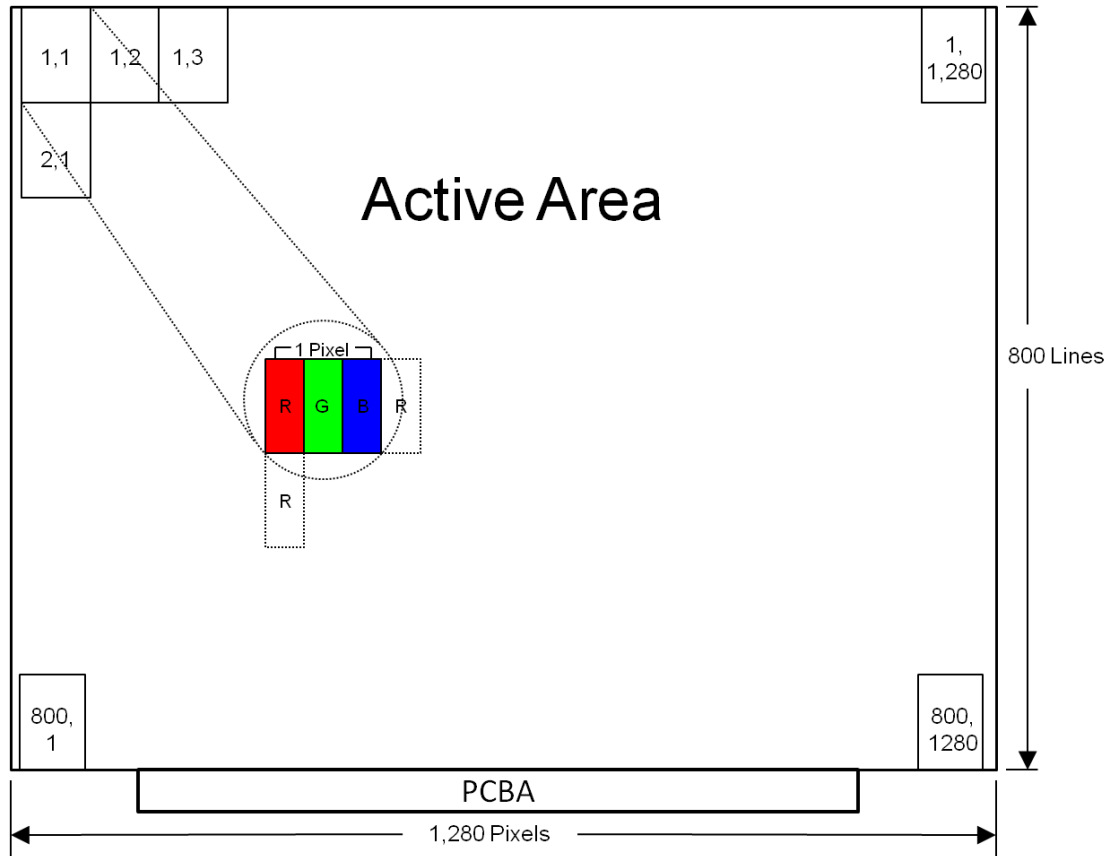 1,1
1,2
1,3
1,
1,280
2,1
Active Area
1 Pixel
R
G
B
R
R
800 Lines
800,
1
800,
1280
PCBA
1,280 Pixels